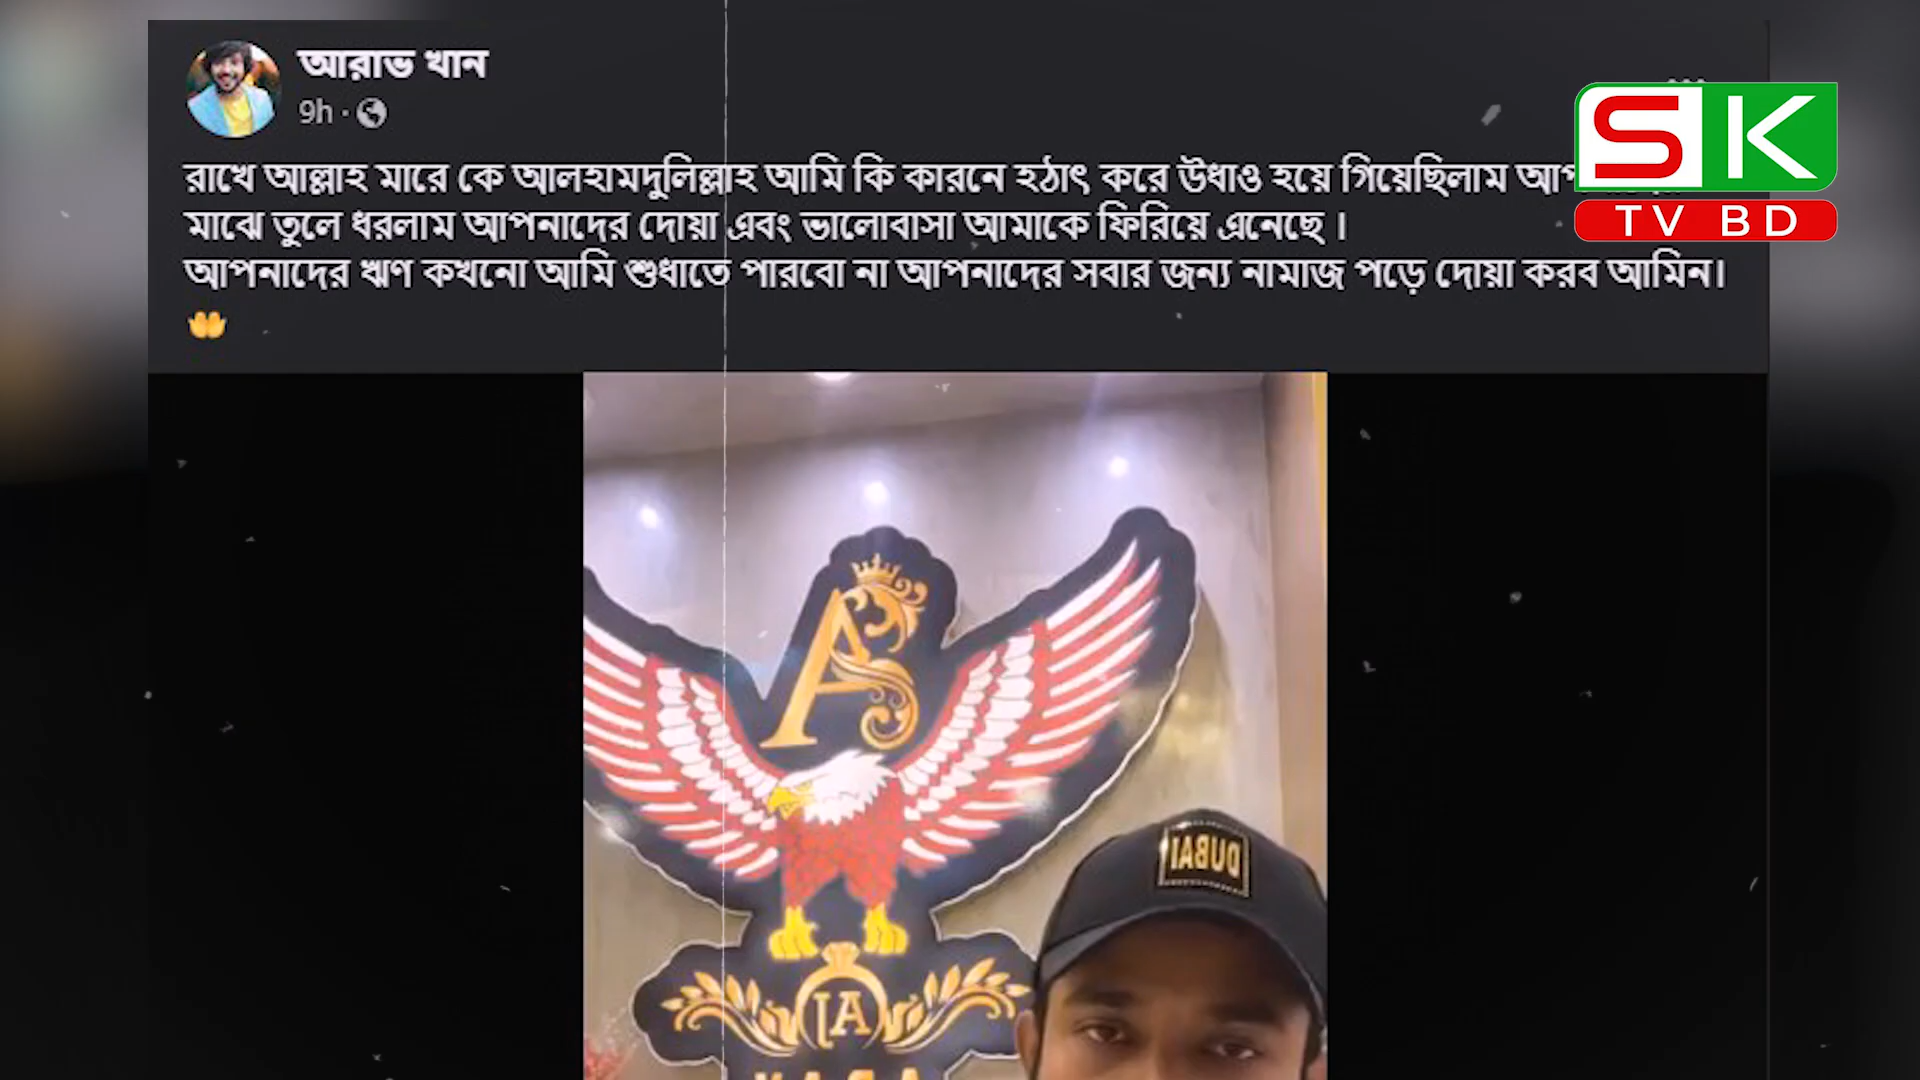 আরাভ খান
9h
রাখে আল্লাহ মারে কে আলহামদুলিল্লাহ আমি কি কারনে হঠাৎ করে উধাও হয়ে গিয়েছিলাম
মাঝে তুলে ধরলাম আপনাদের দোয়া এবং ভালোবাসা আমাকে ফিরিয়ে এনেছে।
আপনাদের ঋণ কখনো আমি শুধাতে পারবো না আপনাদের সবার জন্য নামাজ পড়ে দোয়া করব আমিন।
🤲
SK
TV BD
A
DUBAI
IA